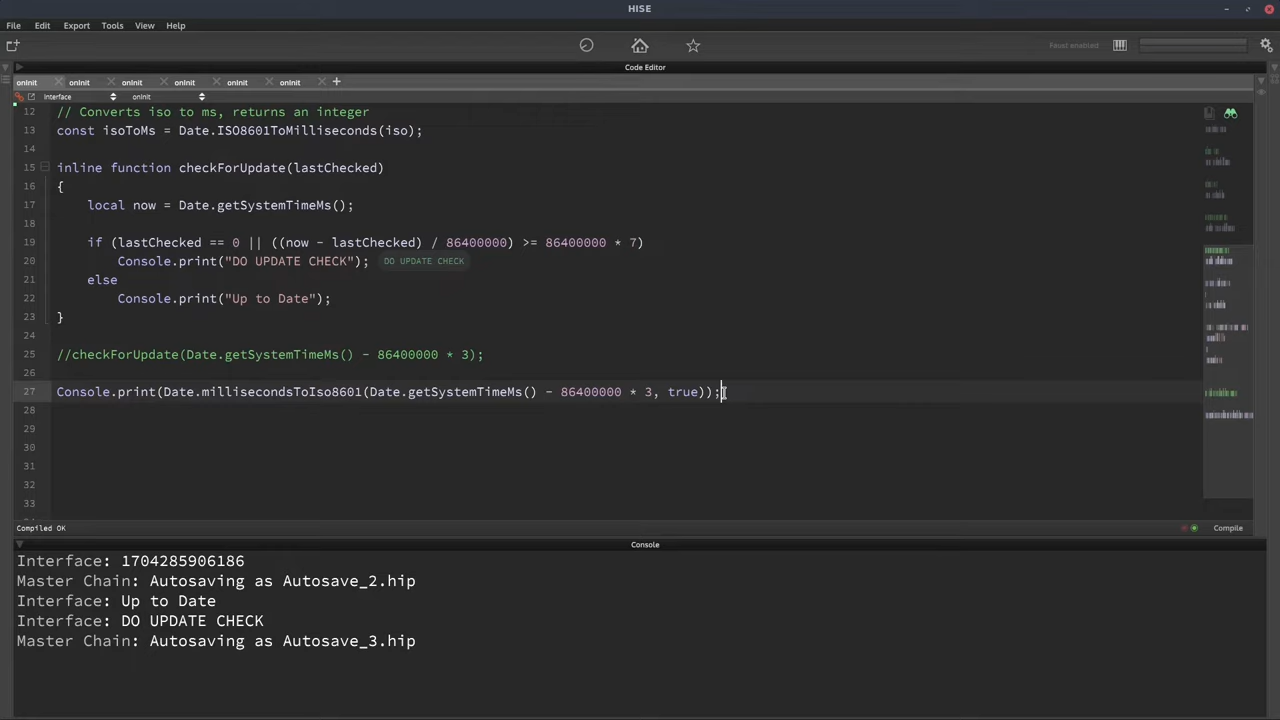 HISE
File Edit Export Tools View Help
Faust enabled
Code Editor
onInit onInit onInit onInit onInit onInit
Interface onInit
12 // Converts iso to ms, returns an integer
13 const isoToMs = Date.ISO8601ToMilliseconds(iso);
14
15 inline function checkForUpdate(lastChecked)
16 {
17 local now = Date.getSystemTimeMs();
18
19 if (lastChecked == 0 || ((now - lastChecked) / 86400000) >= 86400000 * 7)
20 Console.print("DO UPDATE CHECK"); DO UPDATE CHECK
21 else
22 Console.print("Up to Date");
23 }
24
25 //checkForUpdate(Date.getSystemTimeMs() - 86400000 * 3);
26
27 Console.print(Date.millisecondsToIso8601(Date.getSystemTimeMs() - 86400000 * 3, true));
28
29
30
31
32
33
Compiled OK Compile
Console
Interface: 1704285906186
Master Chain: Autosaving as Autosave_2.hip
Interface: Up to Date
Interface: DO UPDATE CHECK
Master Chain: Autosaving as Autosave_3.hip